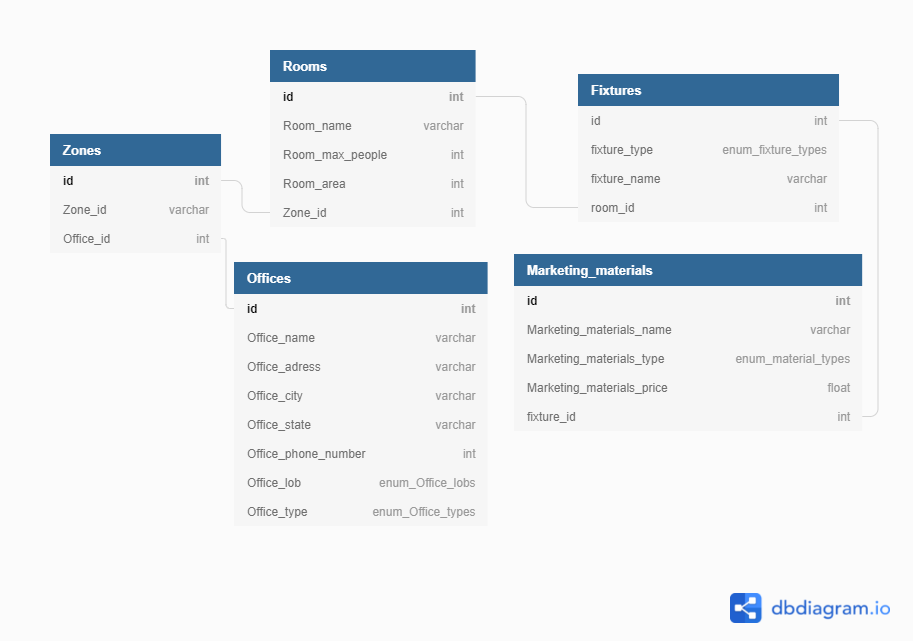 Rooms
id int
Room_name varchar
Room_max_people int
Room_area int
Zone_id int
Fixtures
id int
fixture_type enum_fixture_types
fixture_name varchar
room_id int
Zones
id int
Zone_id varchar
Office_id int
Offices
id int
Office_name varchar
Office_adress varchar
Office_city varchar
Office_state varchar
Office_phone_number int
Office_lob enum_Office_lobs
Office_type enum_Office_types
Marketing_materials
id int
Marketing_materials_name varchar
Marketing_materials_type enum_material_types
Marketing_materials_price float
fixture_id int
dbdiagram.io